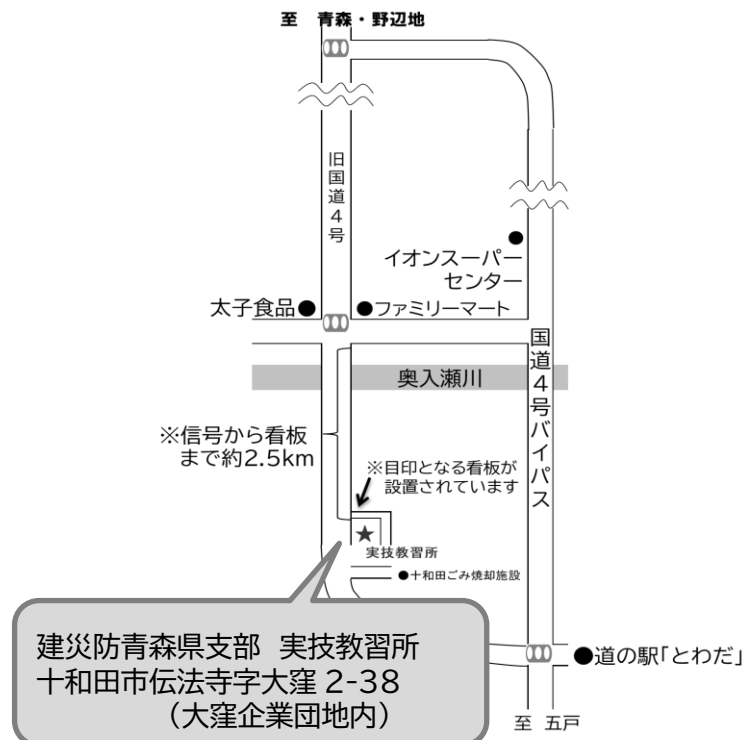 至 青森・野辺地
旧国道4号
イオンスーパー
センター
太子食品●
●ファミリーマート
国道4号バイパス
奥入瀬川
※信号から看板
まで約2.5km
※目印となる看板が
設置されています
★
実技教習所
●十和田ごみ焼却施設
建災防青森県支部 実技教習所
十和田市伝法寺字大窪 2-38
（大窪企業団地内）
●道の駅「とわだ」
至 五戸